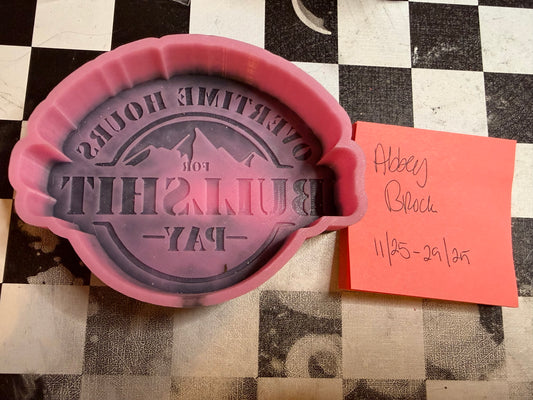 OVERTIME HOURS
FOR
BULLSHIT
PAY
Abbey
Brock
11/25-29/25